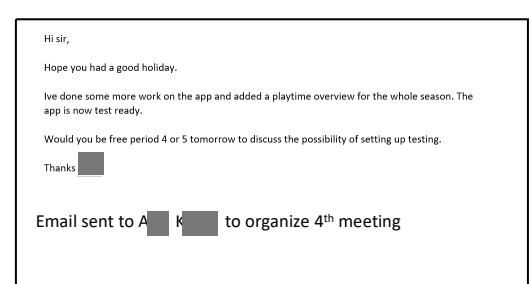 Hi sir,
Hope you had a good holiday.
Ive done some more work on the app and added a playtime overview for the whole season. The
app is now test ready.
Would you be free period 4 or 5 tomorrow to discuss the possibility of setting up testing.
Thanks
Email sent to A K to organize 4th meeting